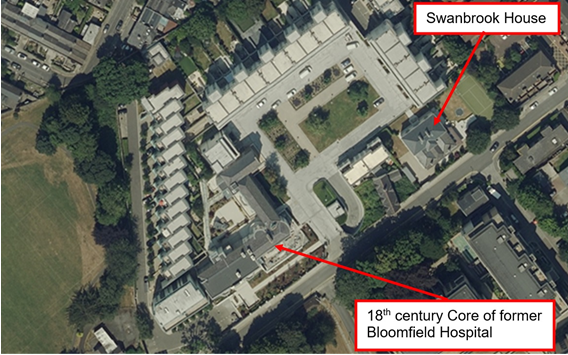 Swanbrook House
18th century Core of former
Bloomfield Hospital